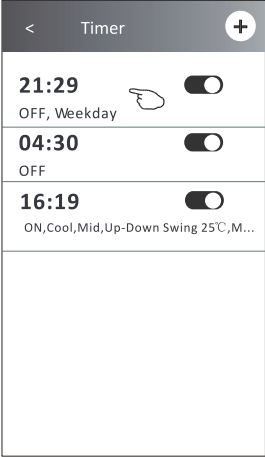 < Timer +
21:29
OFF, Weekday
04:30
OFF
16:19
ON,Cool,Mid,Up-Down Swing 25℃,M...